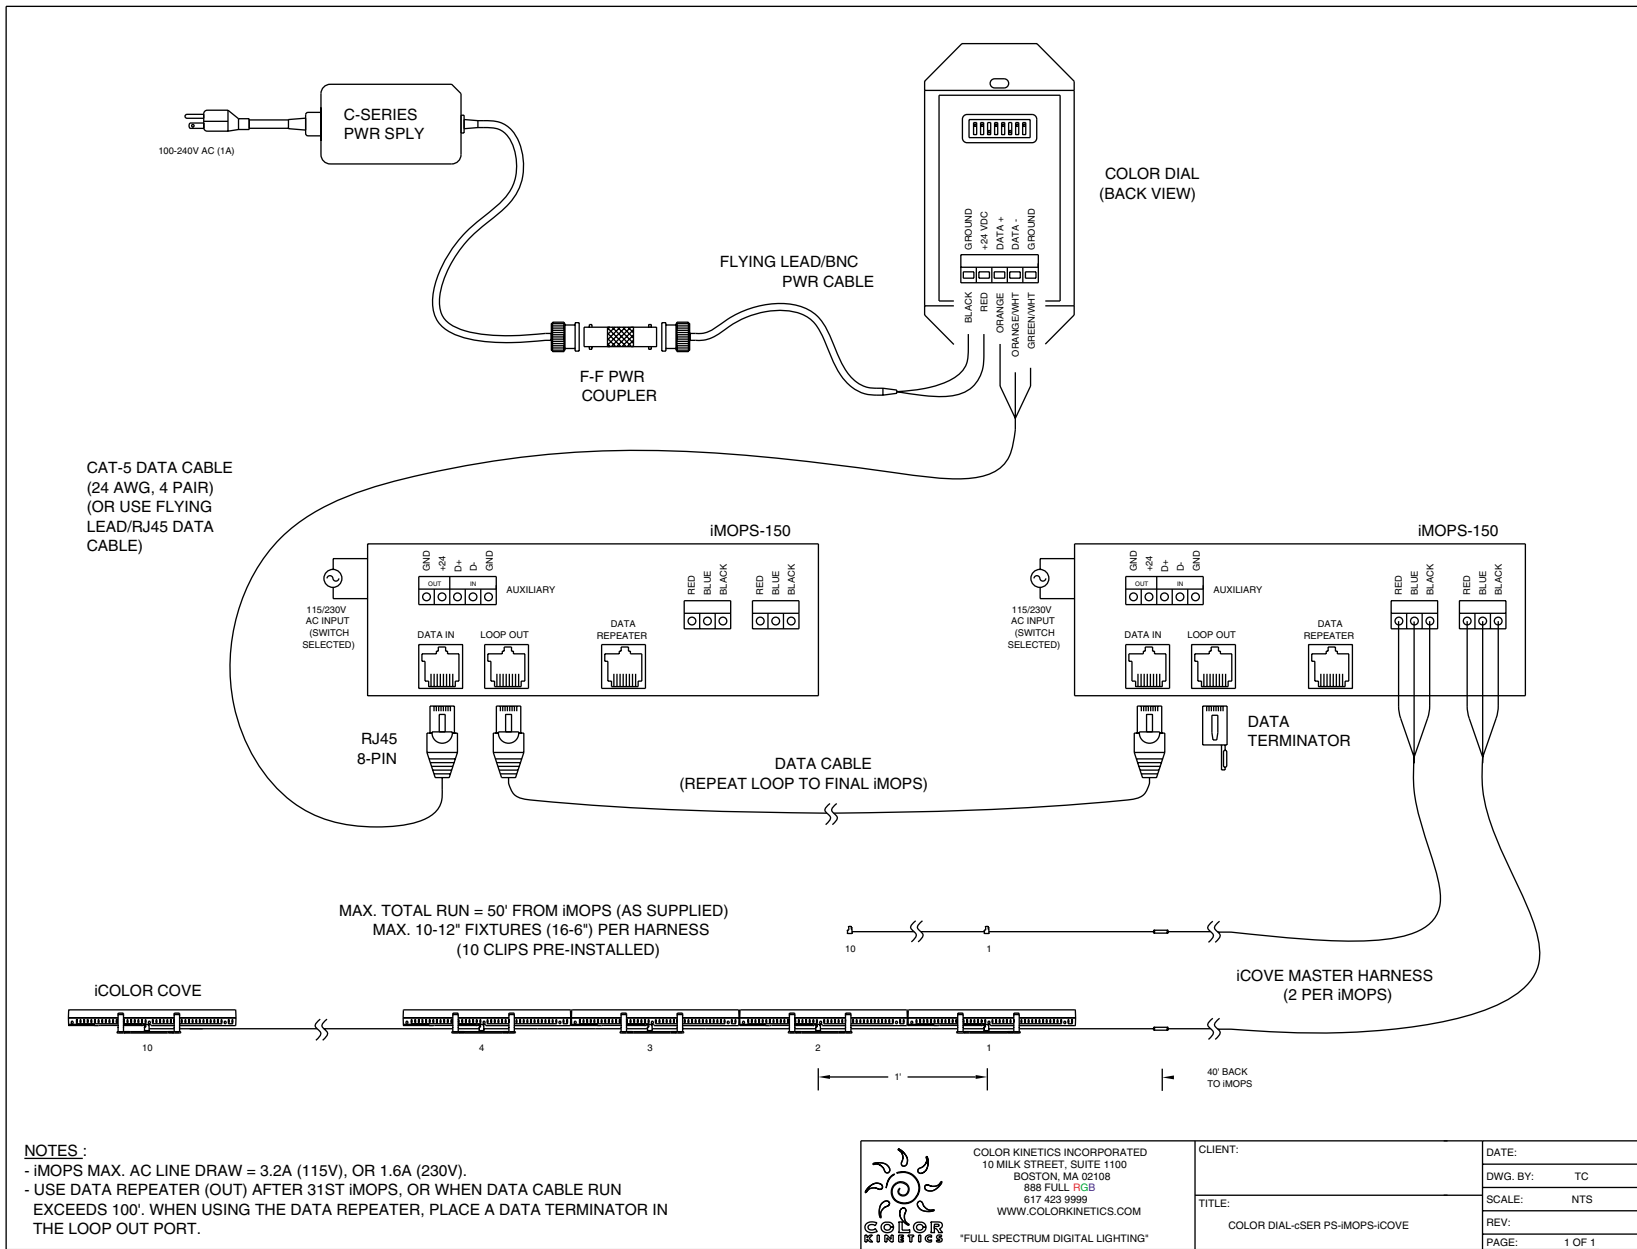 C-SERIES
PWR SPLY
100-240V AC (1A)
COLOR DIAL
(BACK VIEW)
GROUND
+24 VDC
DATA +
DATA -
GROUND
BLACK
RED
ORANGE
ORANGE/WHT
GREEN/WHT
FLYING LEAD/BNC
PWR CABLE
F-F PWR
COUPLER
CAT-5 DATA CABLE
(24 AWG, 4 PAIR)
(OR USE FLYING
LEAD/RJ45 DATA
CABLE)
iMOPS-150
GND
+24
D+
D-
GND
OUT
IN
AUXILIARY
RED
BLUE
BLACK
RED
BLUE
BLACK
115/230V
AC INPUT
(SWITCH
SELECTED)
DATA IN
LOOP OUT
DATA
REPEATER
iMOPS-150
GND
+24
D+
D-
GND
OUT
IN
AUXILIARY
RED
BLUE
BLACK
RED
BLUE
BLACK
115/230V
AC INPUT
(SWITCH
SELECTED)
DATA IN
LOOP OUT
DATA
REPEATER
RJ45
8-PIN
DATA
TERMINATOR
DATA CABLE
(REPEAT LOOP TO FINAL iMOPS)
MAX. TOTAL RUN = 50' FROM iMOPS (AS SUPPLIED)
MAX. 10-12" FIXTURES (16-6") PER HARNESS
(10 CLIPS PRE-INSTALLED)
10
1
iCOVE MASTER HARNESS
(2 PER iMOPS)
iCOLOR COVE
10
4
3
2
1
1'
40' BACK
TO iMOPS
NOTES :
- iMOPS MAX. AC LINE DRAW = 3.2A (115V), OR 1.6A (230V).
- USE DATA REPEATER (OUT) AFTER 31ST iMOPS, OR WHEN DATA CABLE RUN
EXCEEDS 100'. WHEN USING THE DATA REPEATER, PLACE A DATA TERMINATOR IN
THE LOOP OUT PORT.
COLOR
KINETICS
COLOR KINETICS INCORPORATED
10 MILK STREET, SUITE 1100
BOSTON, MA 02108
888 FULL RGB
617 423 9999
WWW.COLORKINETICS.COM
"FULL SPECTRUM DIGITAL LIGHTING"
CLIENT:
TITLE:
COLOR DIAL-cSER PS-iMOPS-iCOVE
DATE:
DWG. BY: TC
SCALE: NTS
REV:
PAGE: 1 OF 1